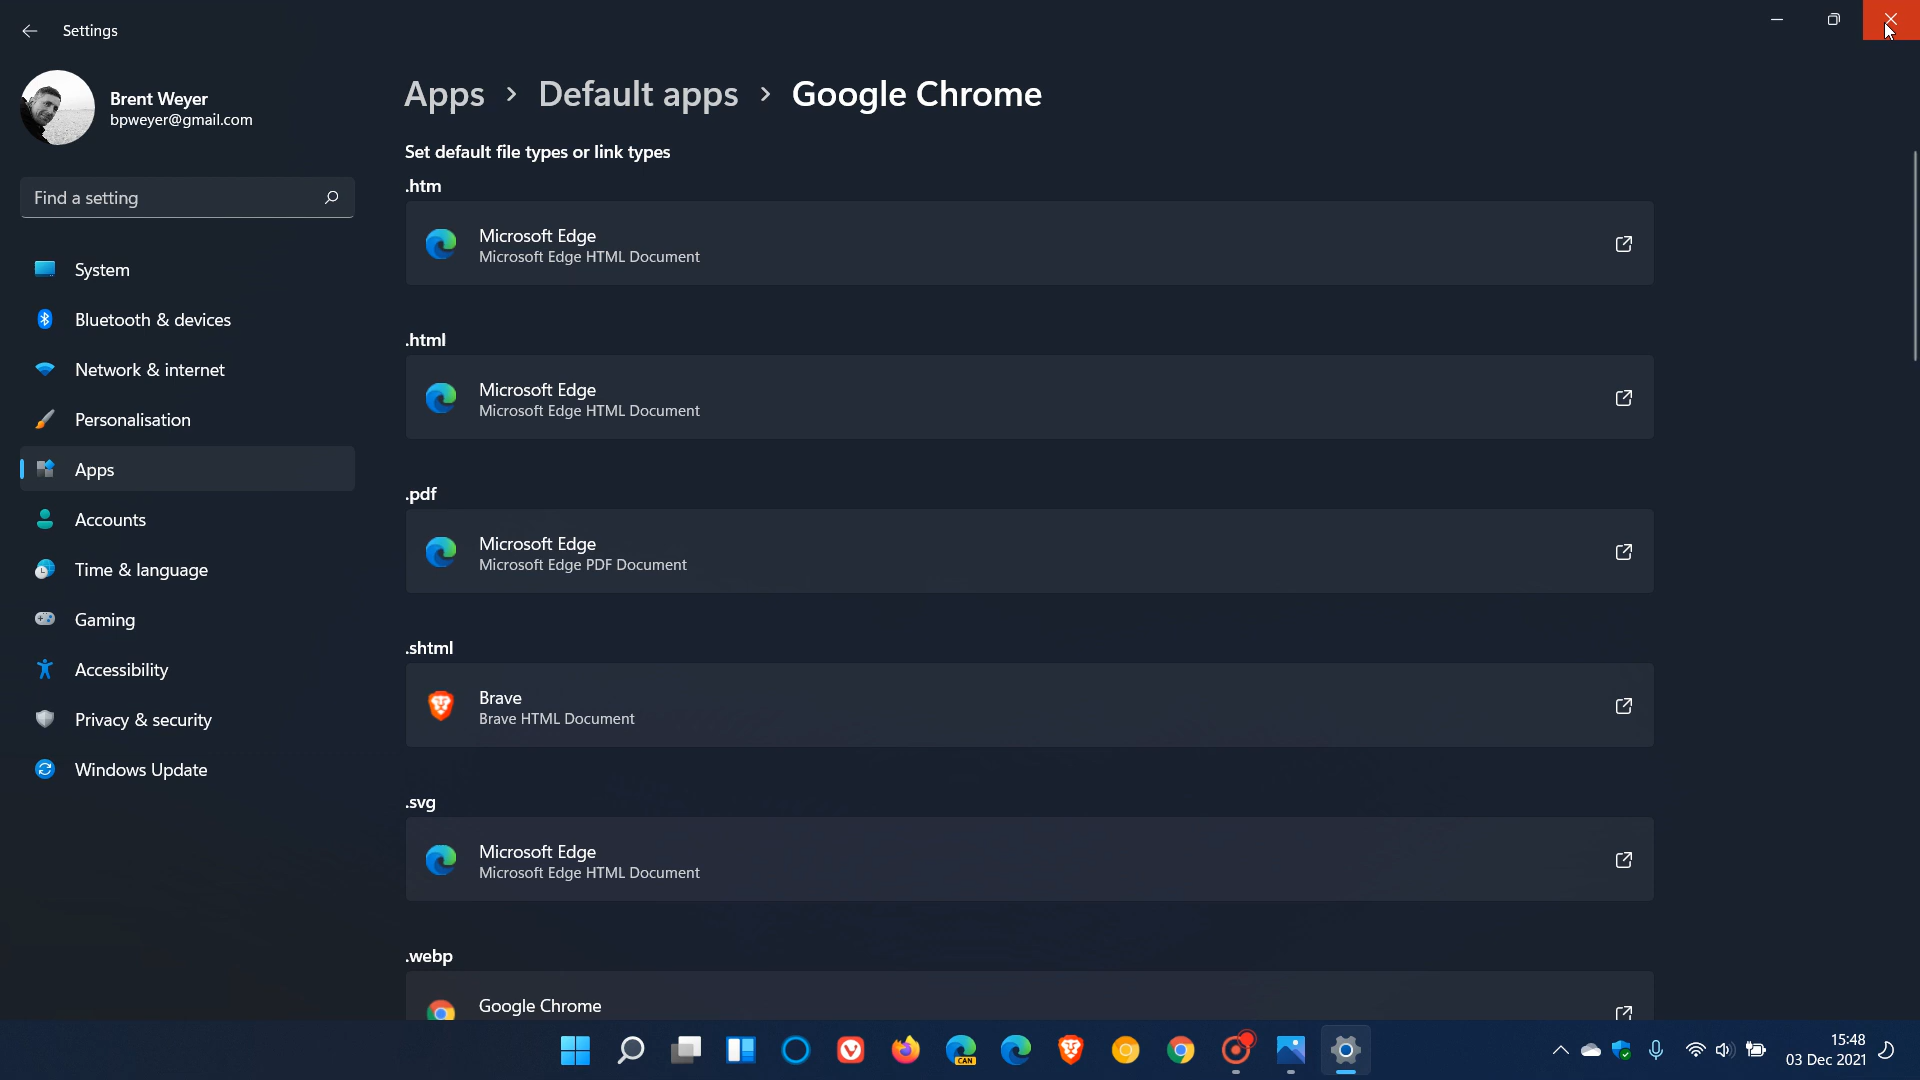 Settings
Brent Weyer
bpweyer@gmail.com
Find a setting
System
Bluetooth & devices
Network & internet
Personalisation
Apps
Accounts
Time & language
Gaming
Accessibility
Privacy & security
Windows Update
Apps > Default apps > Google Chrome
Set default file types or link types
.htm
Microsoft Edge
Microsoft Edge HTML Document
.html
Microsoft Edge
Microsoft Edge HTML Document
.pdf
Microsoft Edge
Microsoft Edge PDF Document
.shtml
Brave
Brave HTML Document
.svg
Microsoft Edge
Microsoft Edge HTML Document
.webp
Google Chrome
CAN
15:48
03 Dec 2021